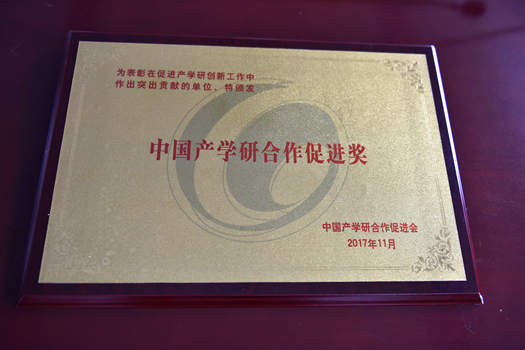 为表彰在促进产学研创新工作中
作出突出贡献的单位，特颁发
中国产学研合作促进奖
中国产学研合作促进会
2017年11月